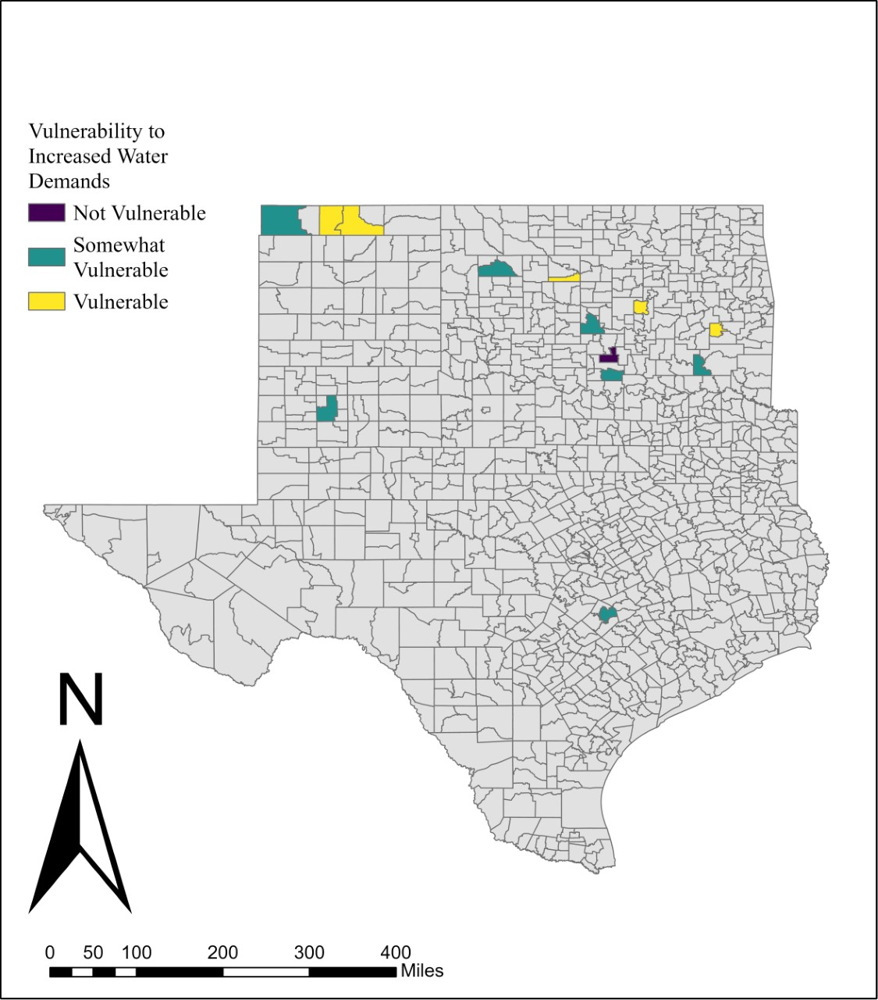 Vulnerability to
Increased Water
Demands
Not Vulnerable
Somewhat
Vulnerable
Vulnerable
N
0 50 100 200 300 400
Miles